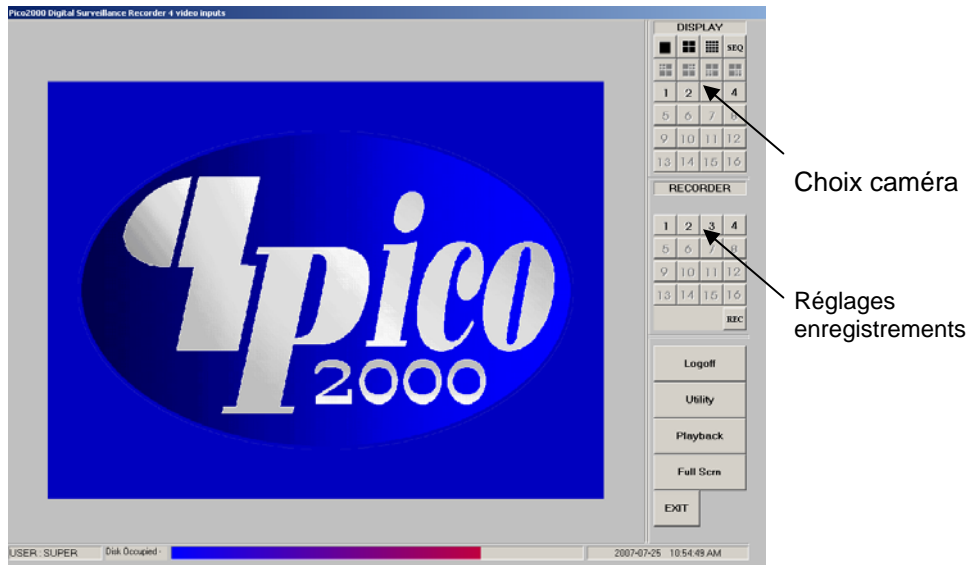 Pico2000 Digital Surveillance Recorder 4 video inputs
DISPLAY
SEQ
1 2 4
5 6 7 8
9 10 11 12
13 14 15 16
Choix caméra
RECORDER
1 2 3 4
5 6 7 8
9 10 11 12
13 14 15 16
REC
Réglages
enregistrements
pico
2000
Logoff
Utility
Playback
Full Scrn
EXIT
USER: SUPER Disk Occupied - 2007-07-25 10:54:49 AM